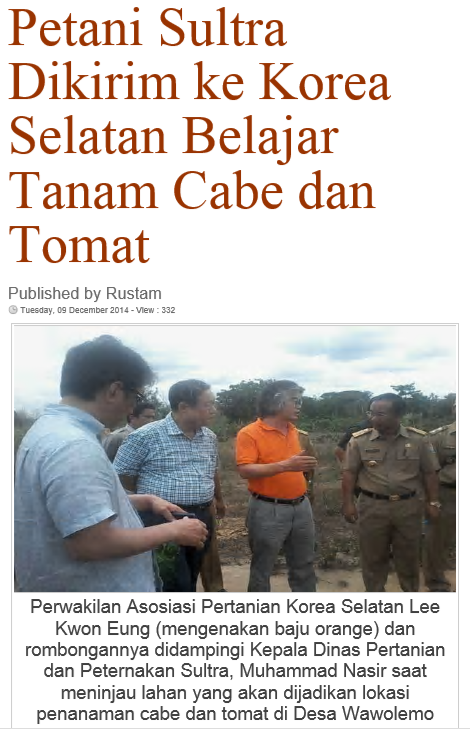 Petani Sultra
Dikirim ke Korea
Selatan Belajar
Tanam Cabe dan
Tomat
Published by Rustam
Tuesday, 09 December 2014 - View : 332
Perwakilan Asosiasi Pertanian Korea Selatan Lee
Kwon Eung (mengenakan baju orange) dan
rombongannya didampingi Kepala Dinas Pertanian
dan Peternakan Sultra, Muhammad Nasir saat
meninjau lahan yang akan dijadikan lokasi
penanaman cabe dan tomat di Desa Wawolemo